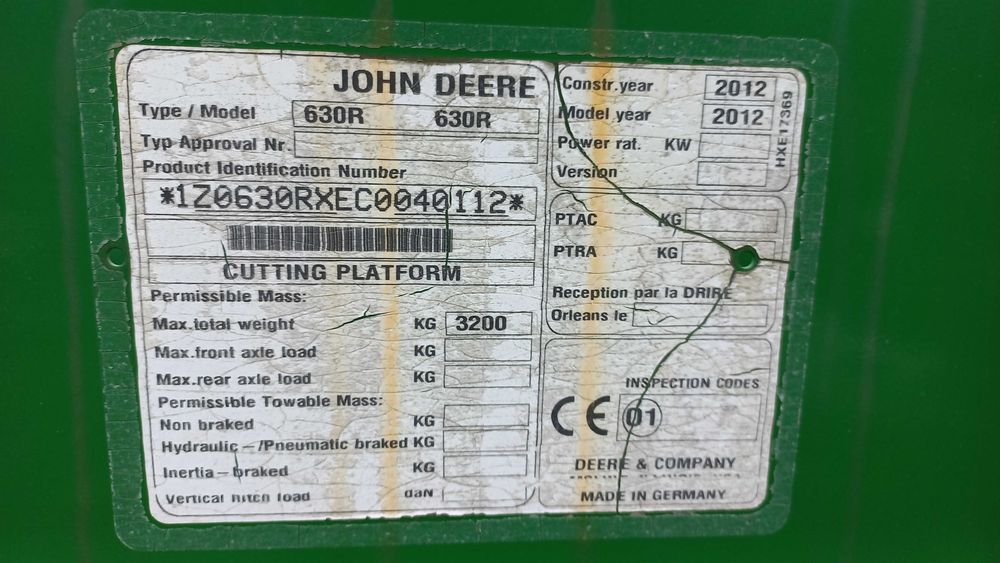 JOHN DEERE
Type / Model 630R 630R
Typ Approval Nr.
Product Identification Number
*1Z0630RXEC0040112*
CUTTING PLATFORM
Permissible Mass:
Max.total weight KG 3200
Max.front axle load KG
Max.rear axle load KG
Permissible Towable Mass:
Non braked KG
Hydraulic-/Pneumatic braked KG
Inertia-braked KG
Vertical hitch load daN
Constr.year 2012
Model year 2012
Power rat. KW
Version
HXE17369
PTAC KG
PTRA KG
Reception par la DRIRE
Orleans le
INSPECTION CODES
CE 01
DEERE & COMPANY
MADE IN GERMANY